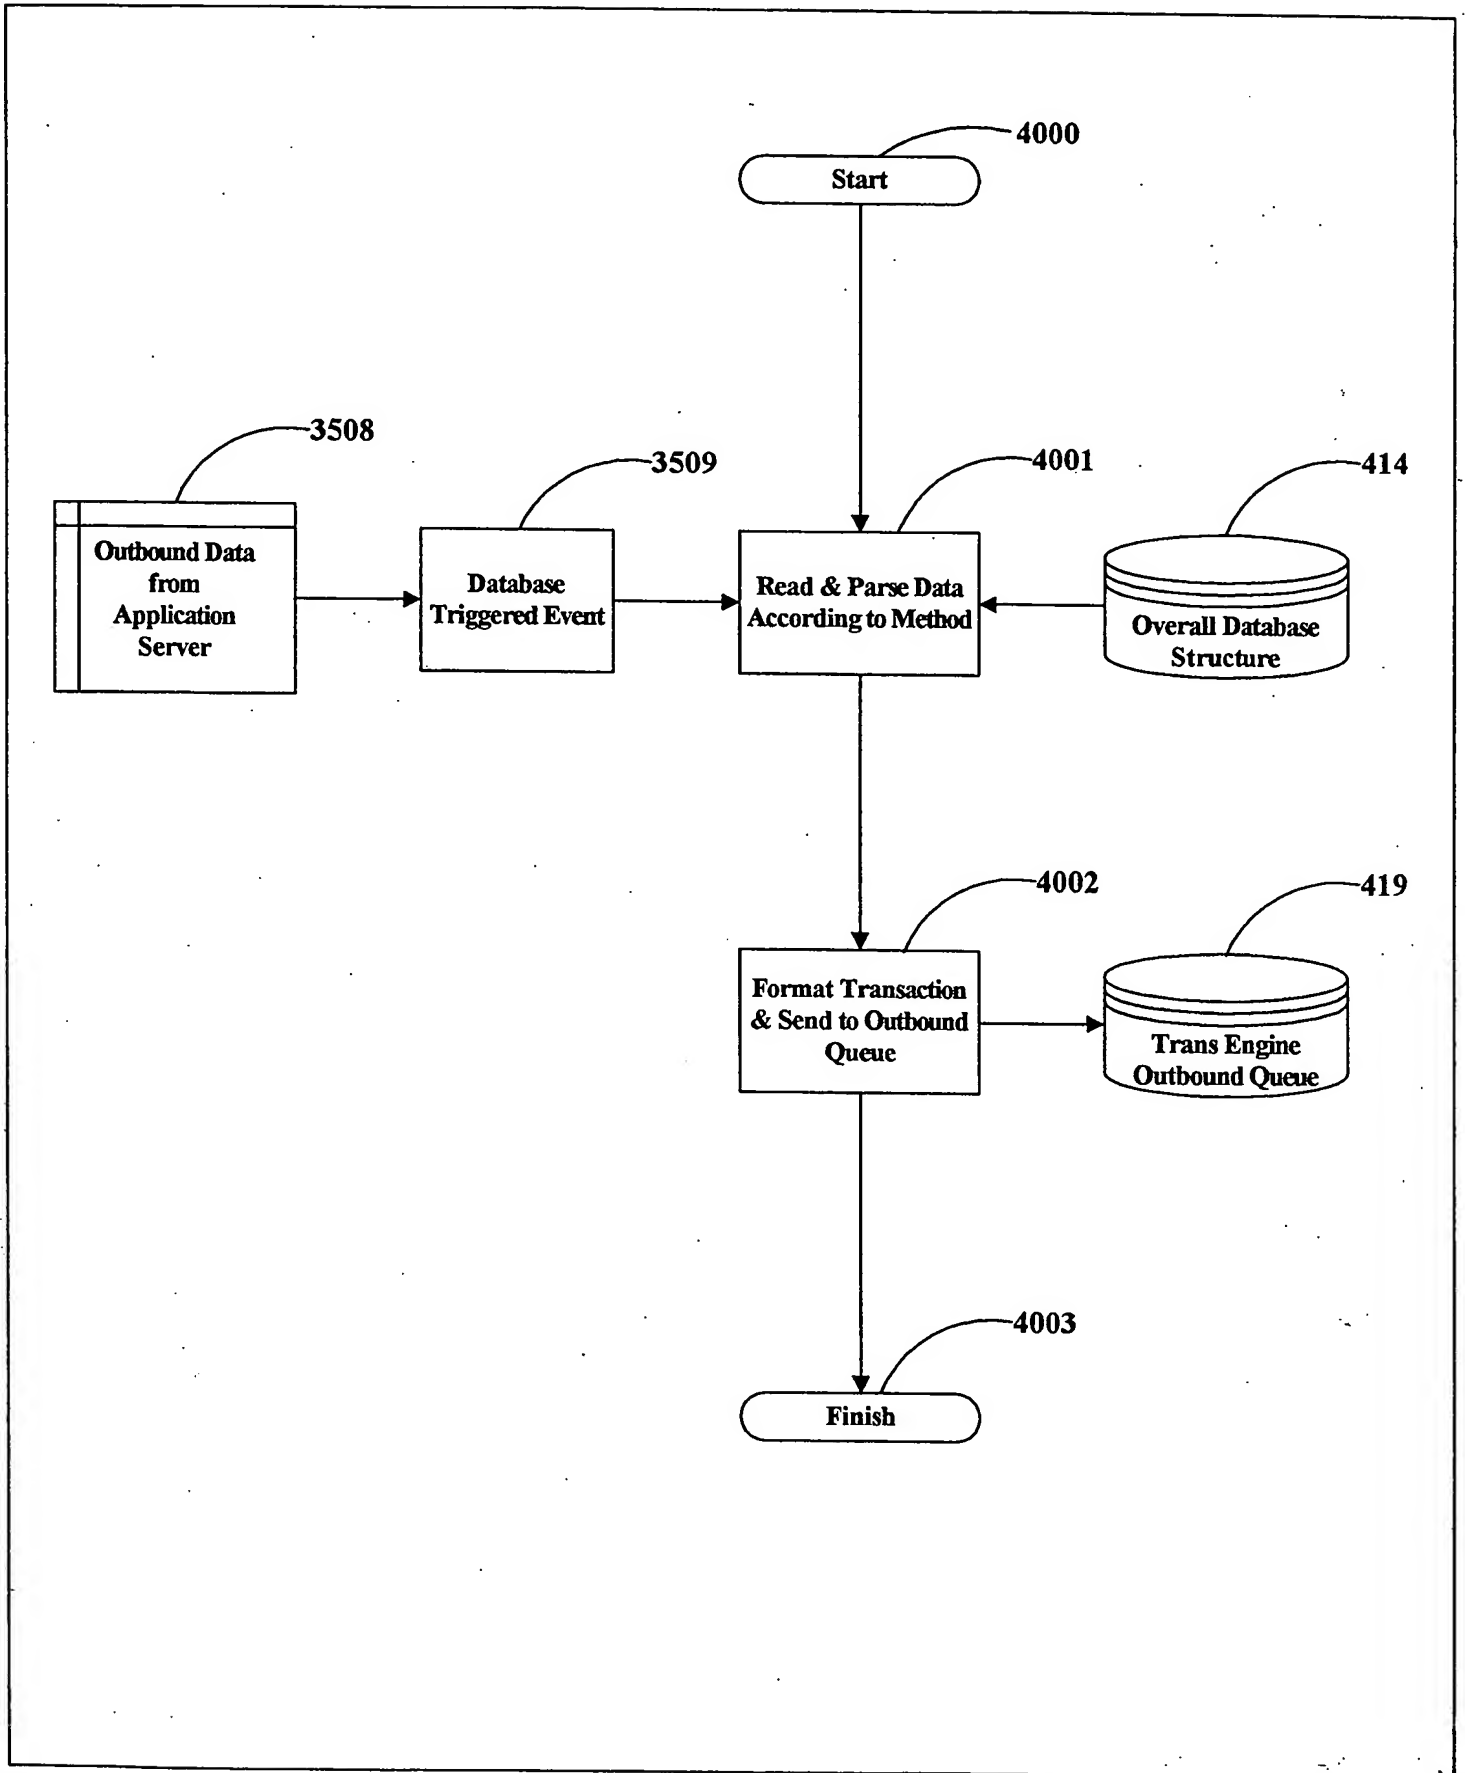 4000
Start
3508
3509
4001
414
Outbound Data
from
Application
Server
Database
Triggered Event
Read & Parse Data
According to Method
Overall Database
Structure
4002
419
Format Transaction
& Send to Outbound
Queue
Trans Engine
Outbound Queue
4003
Finish